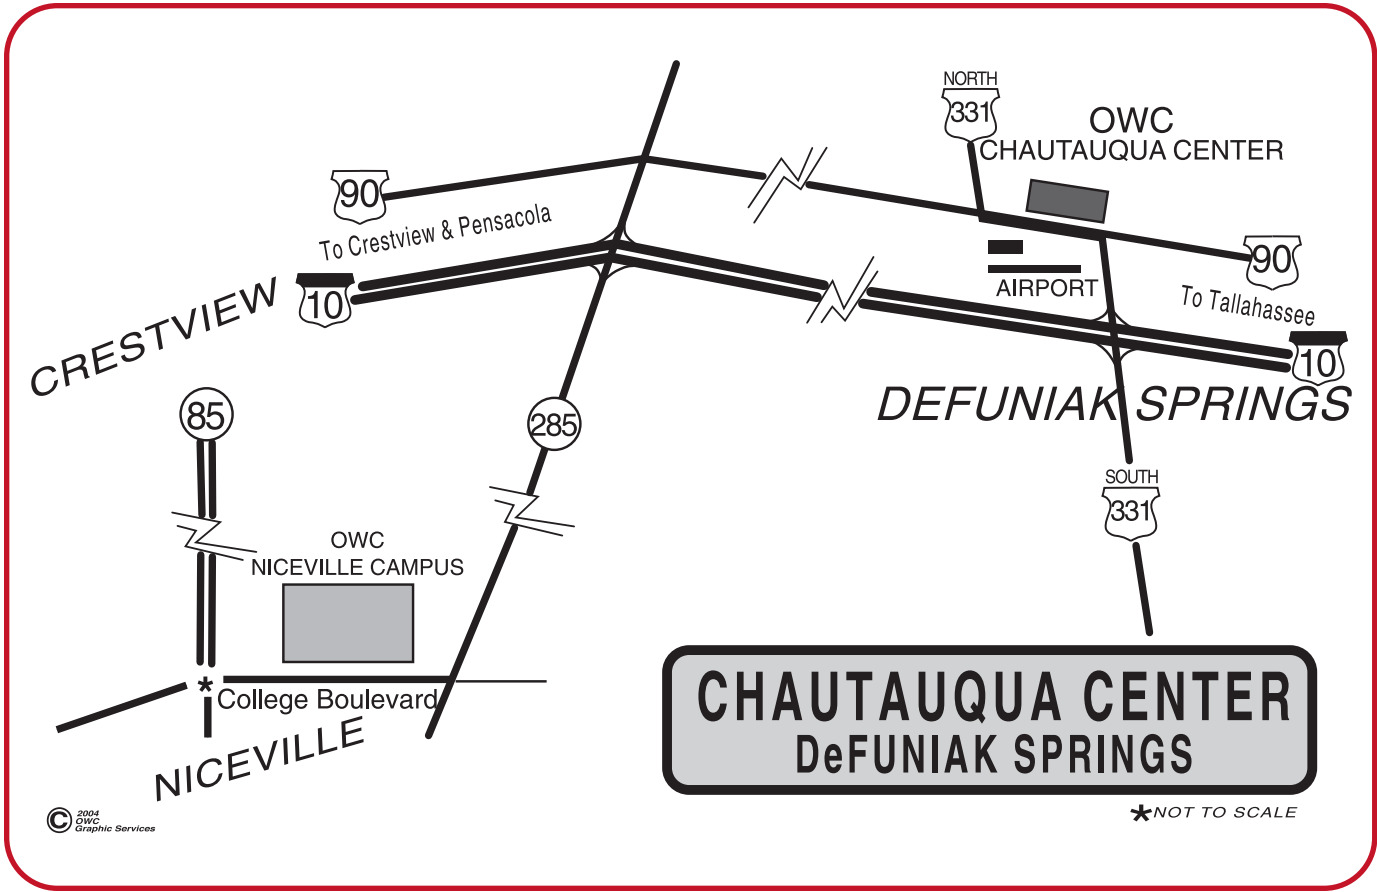 NORTH
331
OWC
CHAUTAUQUA CENTER
90
To Crestview & Pensacola
90
To Tallahassee
AIRPORT
10
10
CRESTVIEW
DEFUNIAK SPRINGS
85
285
SOUTH
331
OWC
NICEVILLE CAMPUS
*
College Boulevard
NICEVILLE
CHAUTAUQUA CENTER
DeFUNIAK SPRINGS
*NOT TO SCALE
© 2004
OWC
Graphic Services